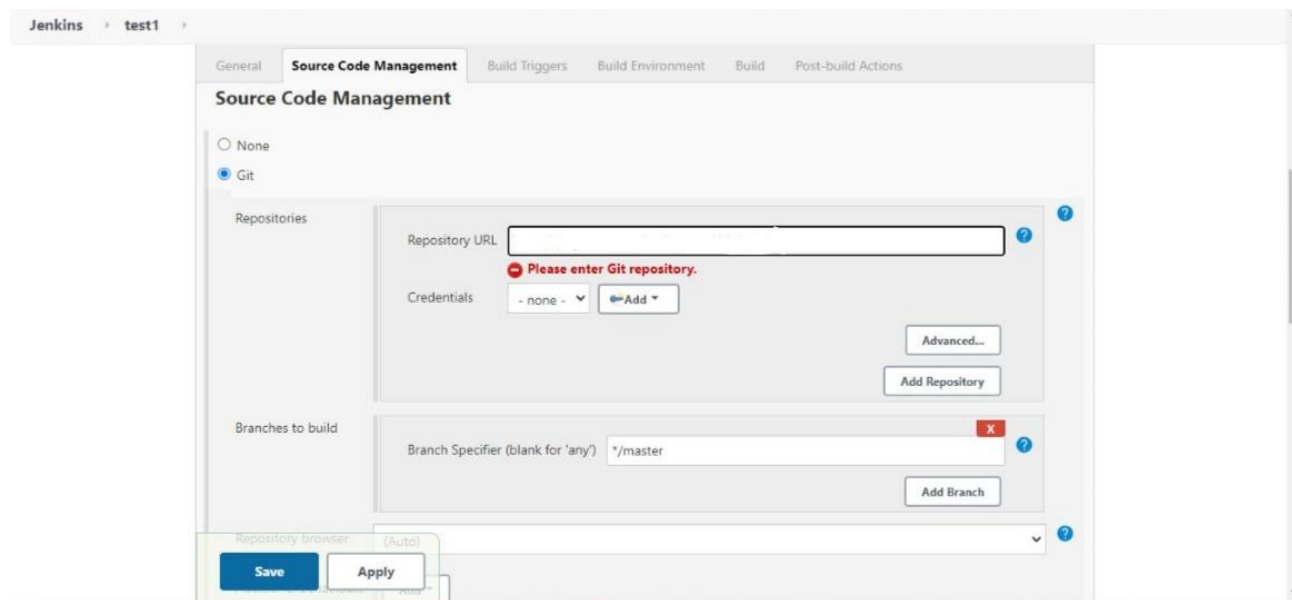 Jenkins test1
General Source Code Management Build Triggers Build Environment Build Post-build Actions
Source Code Management
None
Git
Repositories
Repository URL
Please enter Git repository.
Credentials - none - Add
Advanced...
Add Repository
Branches to build
X
Branch Specifier (blank for 'any') */master
Add Branch
Repository browser (Auto)
Save Apply